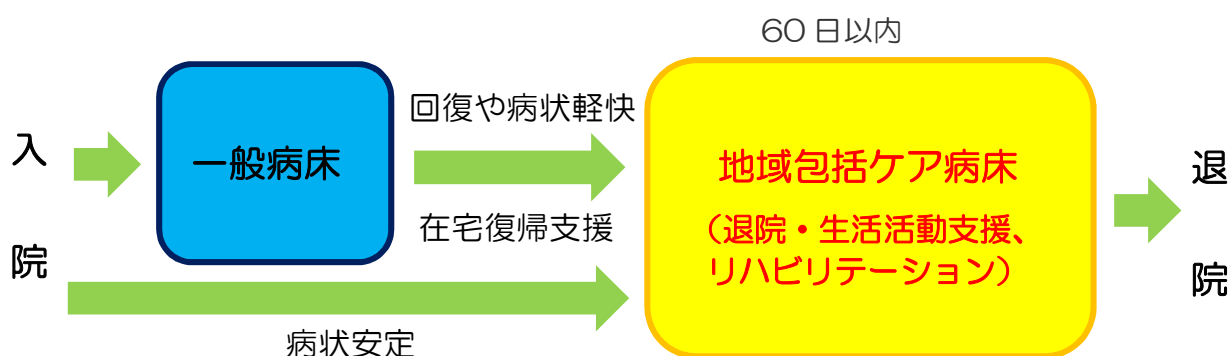 60日以内
入
院
一般病床
回復や病状軽快
在宅復帰支援
病状安定
地域包括ケア病床
（退院・生活活動支援、
リハビリテーション）
退
院